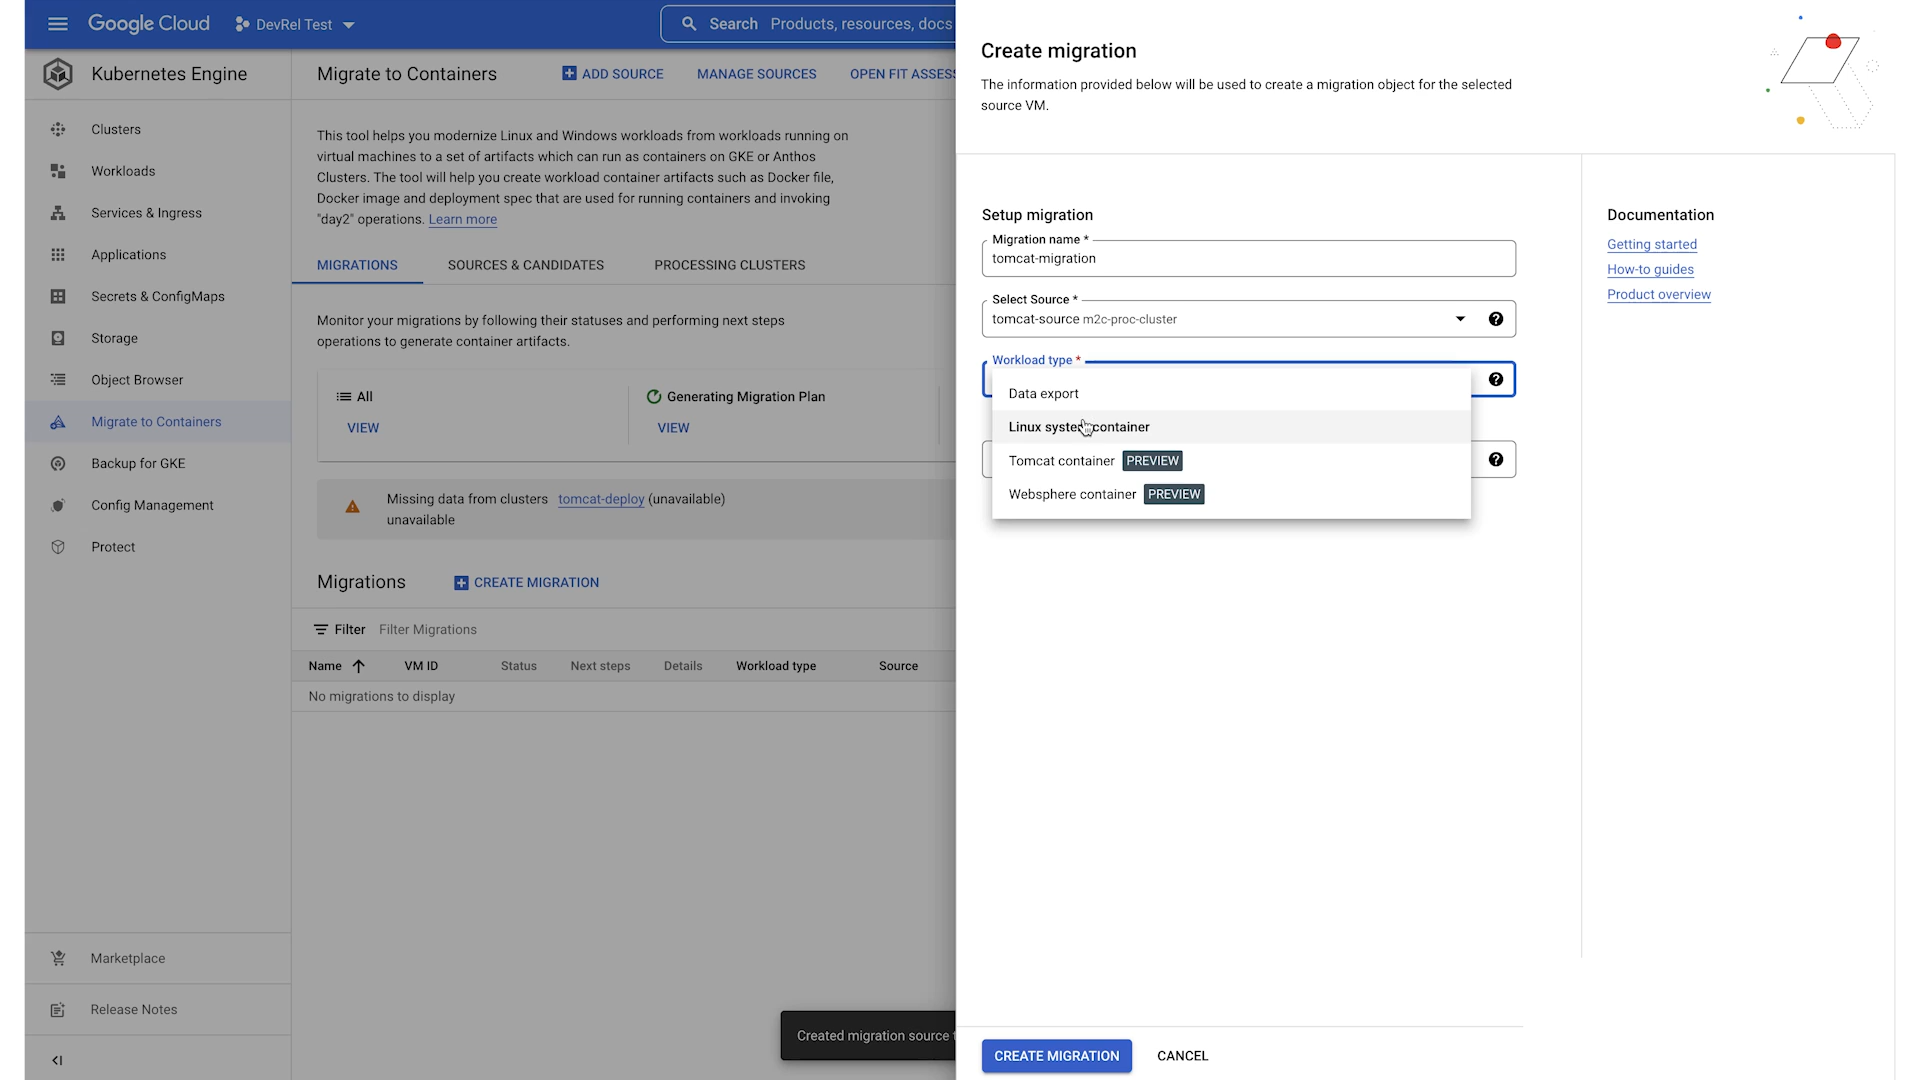 Google Cloud
DevRel Test
Search Products, resources, docs
Kubernetes Engine
Clusters
Workloads
Services & Ingress
Applications
Secrets & ConfigMaps
Storage
Object Browser
Migrate to Containers
Backup for GKE
Config Management
Protect
Marketplace
Release Notes
Migrate to Containers
ADD SOURCE
MANAGE SOURCES
OPEN FIT ASSES
This tool helps you modernize Linux and Windows workloads from workloads running on
virtual machines to a set of artifacts which can run as containers on GKE or Anthos
Clusters. The tool will help you create workload container artifacts such as Docker file,
Docker image and deployment spec that are used for running containers and invoking
"day2" operations. Learn more
MIGRATIONS
SOURCES & CANDIDATES
PROCESSING CLUSTERS
Monitor your migrations by following their statuses and performing next steps
operations to generate container artifacts.
All
VIEW
Generating Migration Plan
VIEW
Missing data from clusters tomcat-deploy (unavailable)
unavailable
Migrations
CREATE MIGRATION
Filter Filter Migrations
Name VM ID Status Next steps Details Workload type Source
No migrations to display
Created migration source
Create migration
The information provided below will be used to create a migration object for the selected
source VM.
Setup migration
Migration name *
tomcat-migration
Select Source *
tomcat-source m2c-proc-cluster
Workload type *
Data export
Linux system container
Tomcat container PREVIEW
Websphere container PREVIEW
CREATE MIGRATION
CANCEL
Documentation
Getting started
How-to guides
Product overview